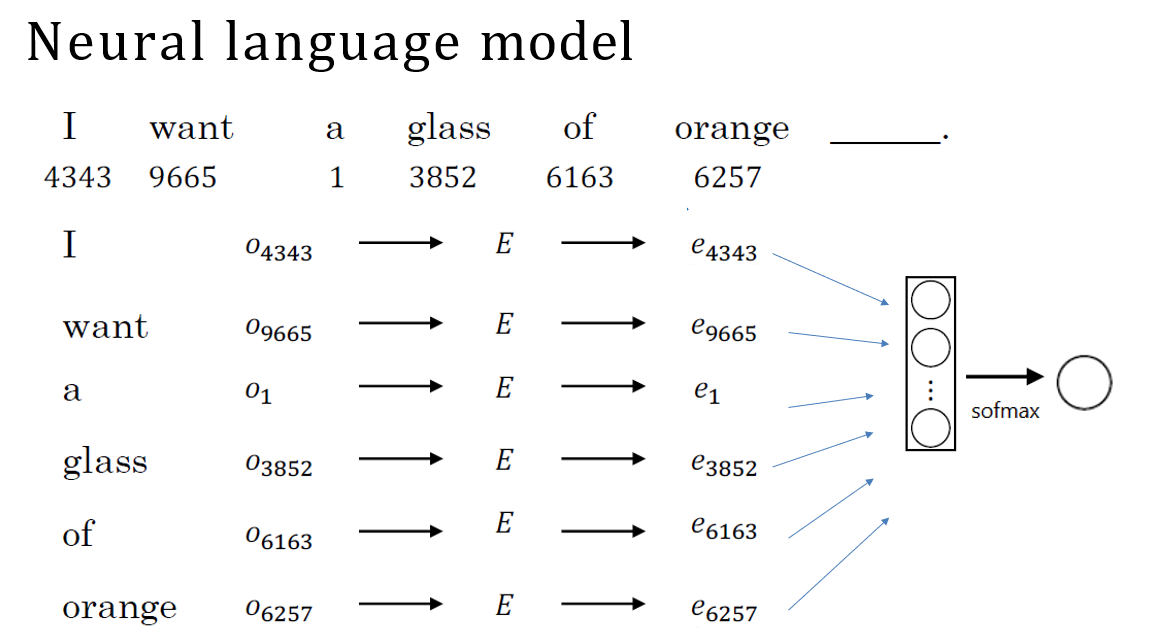 Neural language model
I want a glass of orange ______.
4343 9665 1 3852 6163 6257
I o4343 E e4343
want o9665 E e9665
a o1 E e1
⋮
sofmax
glass o3852 E e3852
of o6163 E e6163
orange o6257 E e6257